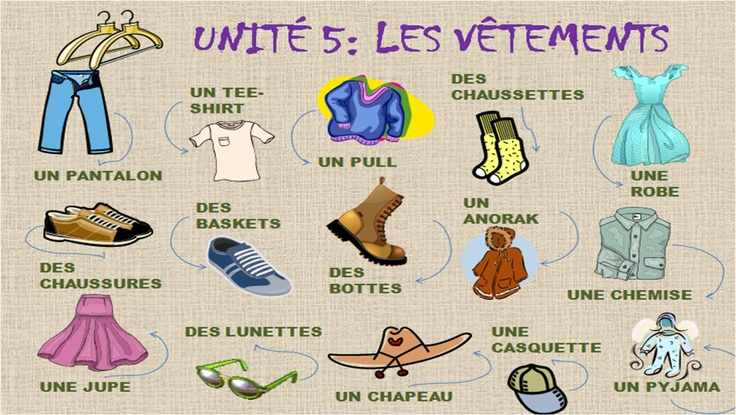 UNITÉ 5: LES VÊTEMENTS
UN TEE-
SHIRT
DES
CHAUSSETTES
UN PANTALON
UN PULL
UNE
ROBE
DES
BASKETS
UN
ANORAK
DES
CHAUSSURES
DES
BOTTES
UNE CHEMISE
DES LUNETTES
UNE
CASQUETTE
UNE JUPE
UN CHAPEAU
UN PYJAMA